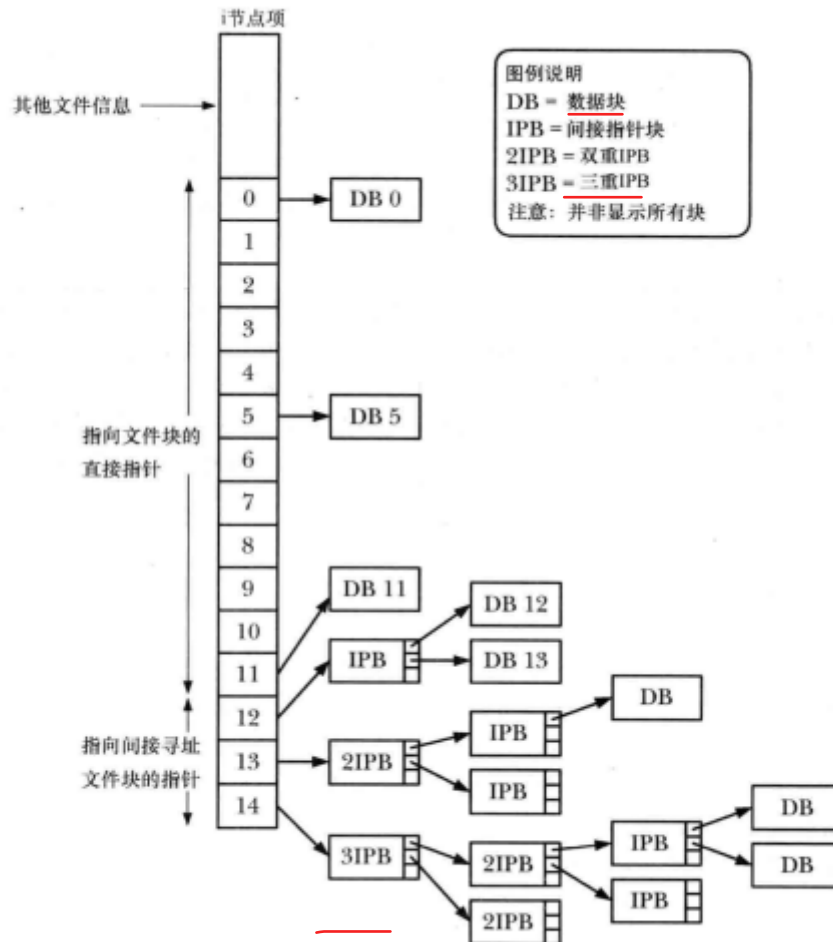 i节点项
其他文件信息
图例说明
DB = 数据块
IPB = 间接指针块
2IPB = 双重IPB
3IPB = 三重IPB
注意：并非显示所有块
0
DB 0
1
2
3
4
5
DB 5
指向文件块的
直接指针
6
7
8
9
10
11
DB 11
DB 12
IPB
DB 13
指向间接寻址
文件块的指针
12
13
14
2IPB
IPB
DB
IPB
3IPB
2IPB
IPB
DB
DB
IPB
2IPB